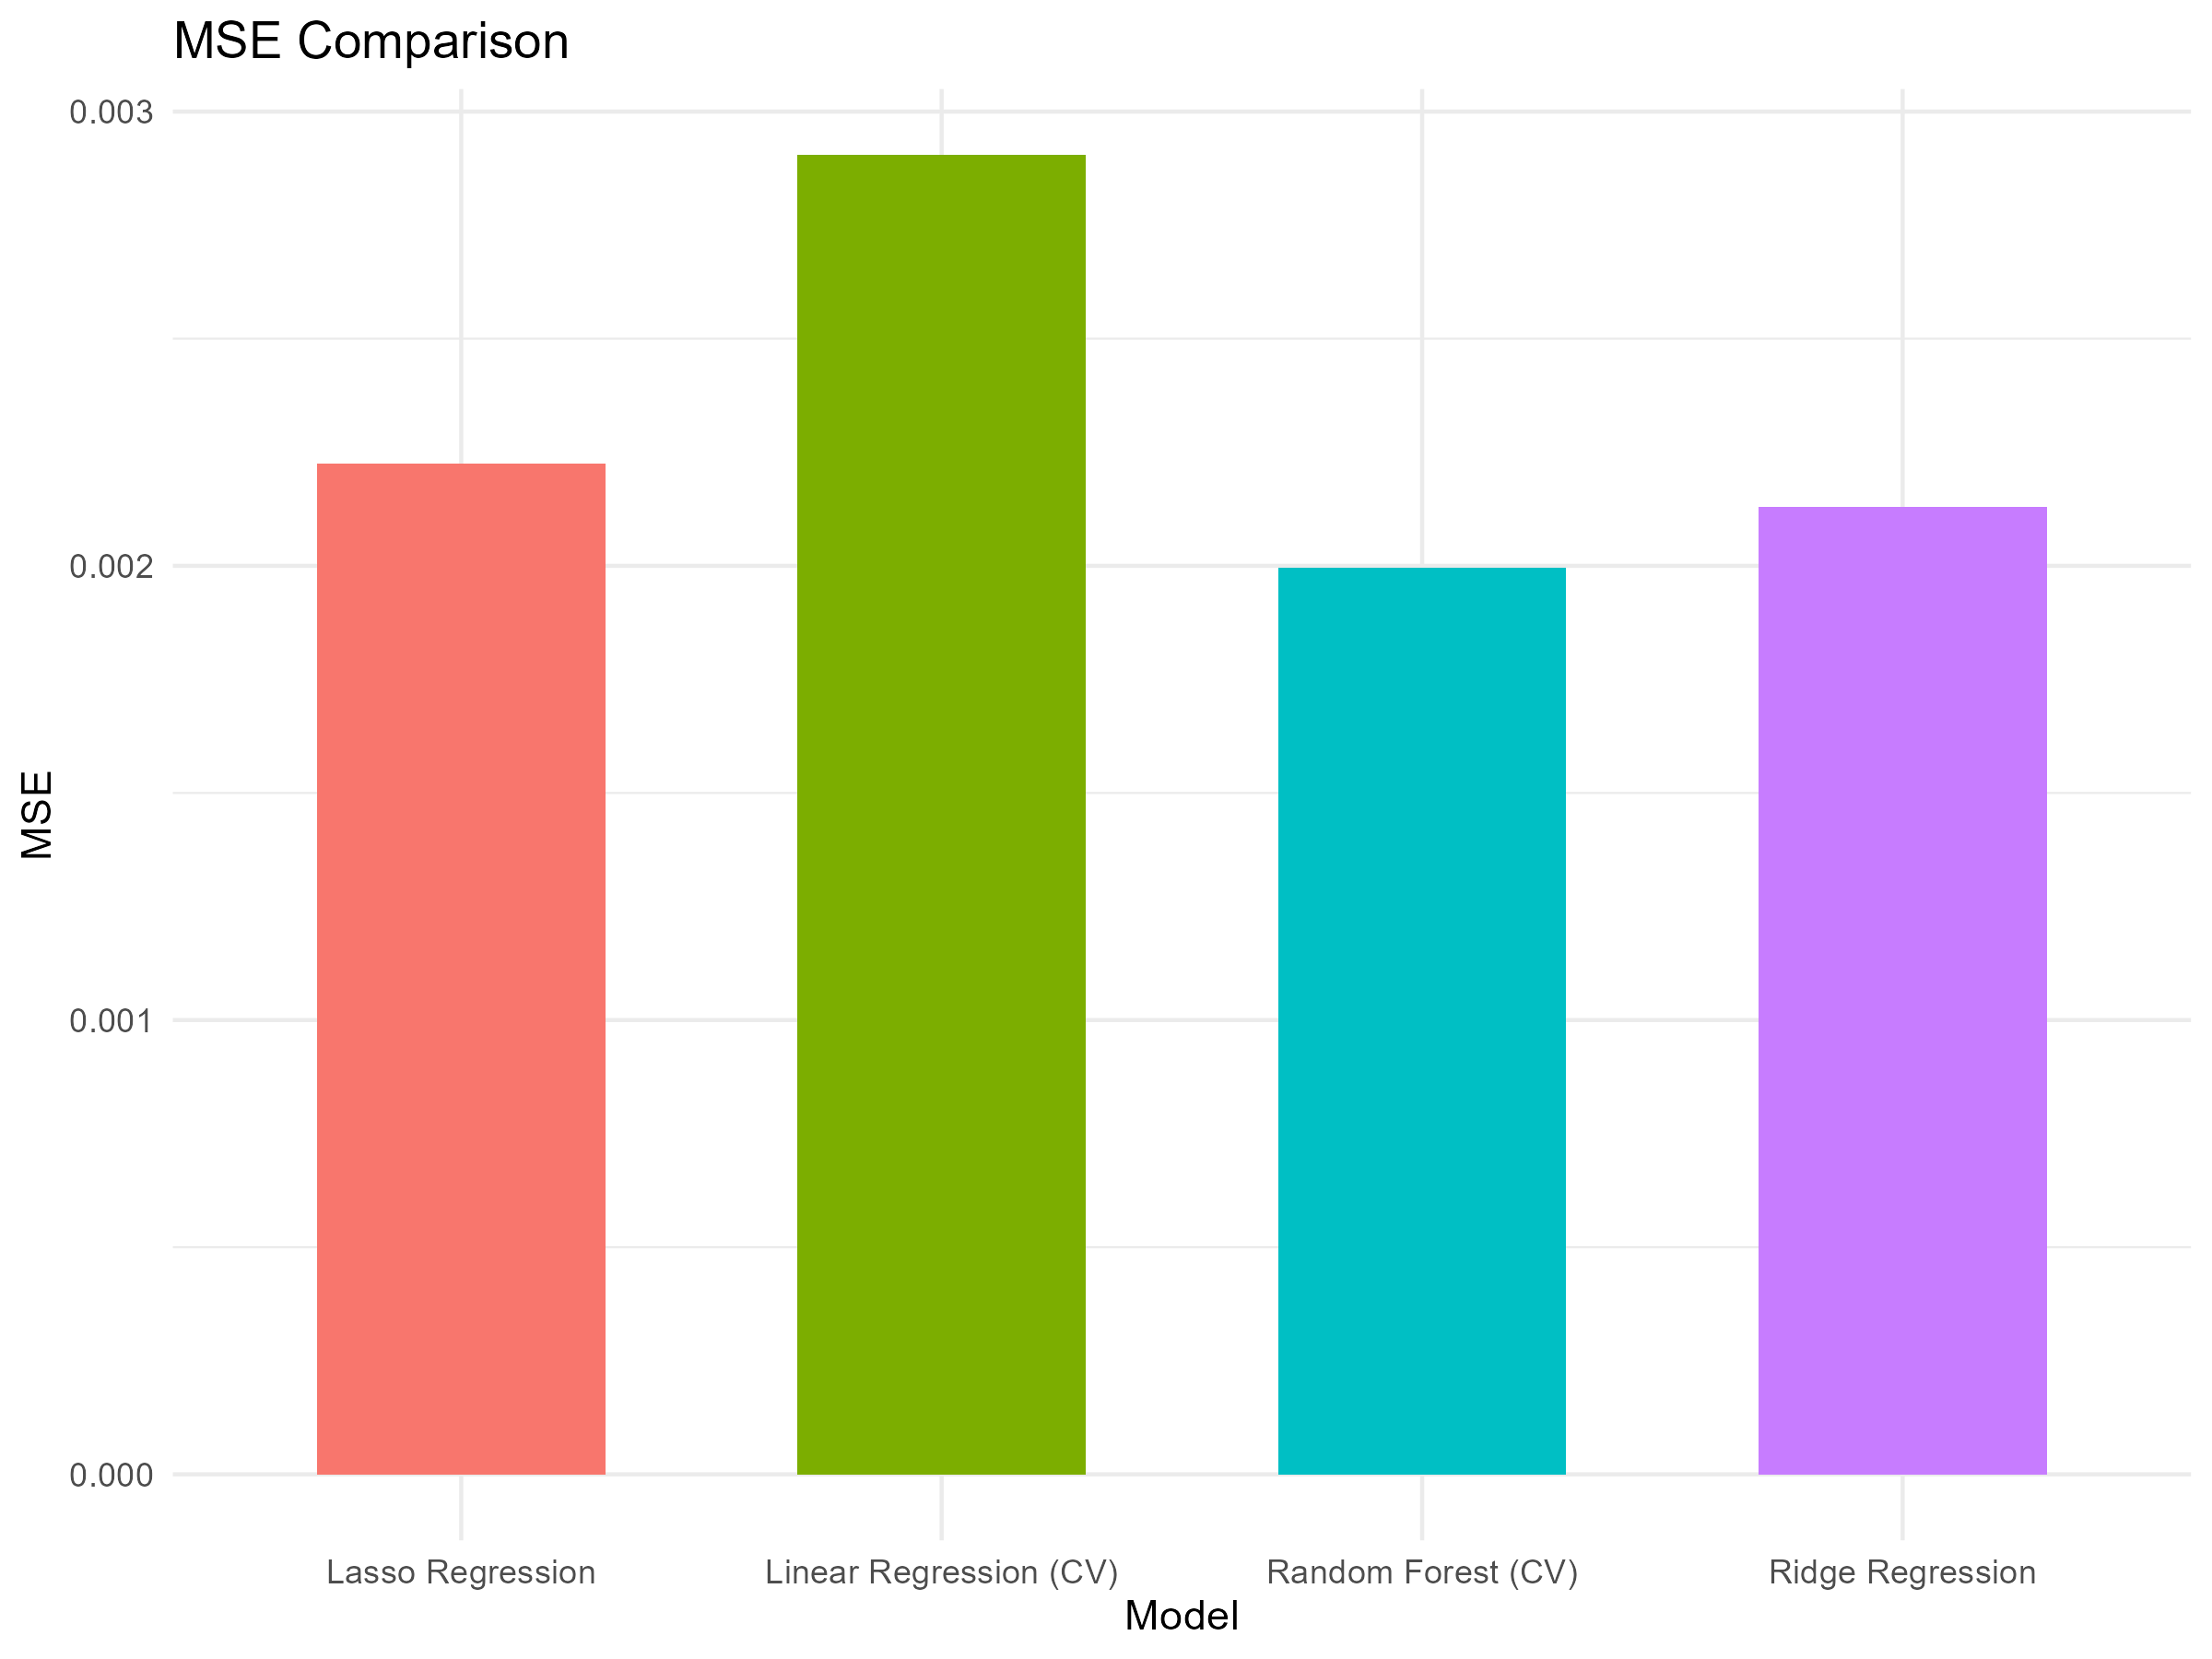 MSE Comparison
0.003
0.002
0.001
0.000
MSE
Lasso Regression
Linear Regression (CV)
Random Forest (CV)
Ridge Regression
Model